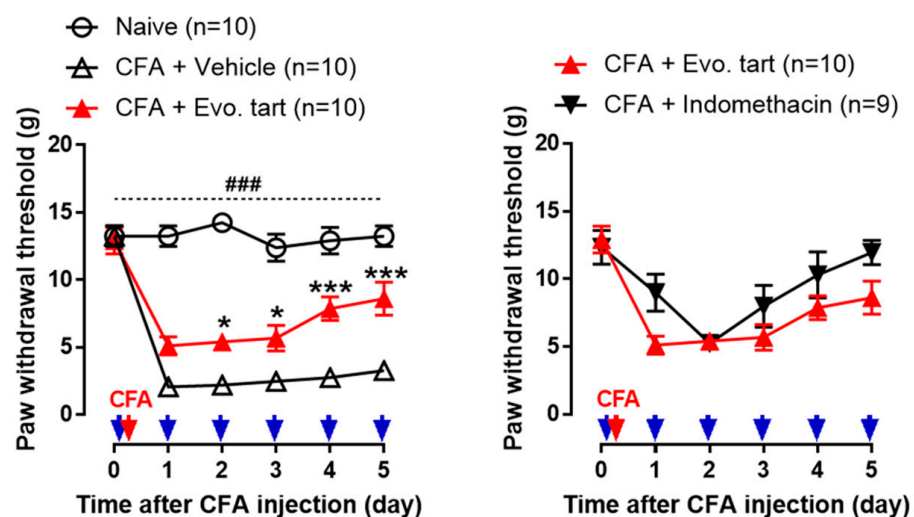 Naive (n=10)
CFA + Vehicle (n=10)
CFA + Evo. tart (n=10)
Paw withdrawal threshold (g)
20
15
10
5
0
###
* * *** ***
CFA
0 1 2 3 4 5
Time after CFA injection (day)
CFA + Evo. tart (n=10)
CFA + Indomethacin (n=9)
Paw withdrawal threshold (g)
20
15
10
5
0
CFA
0 1 2 3 4 5
Time after CFA injection (day)